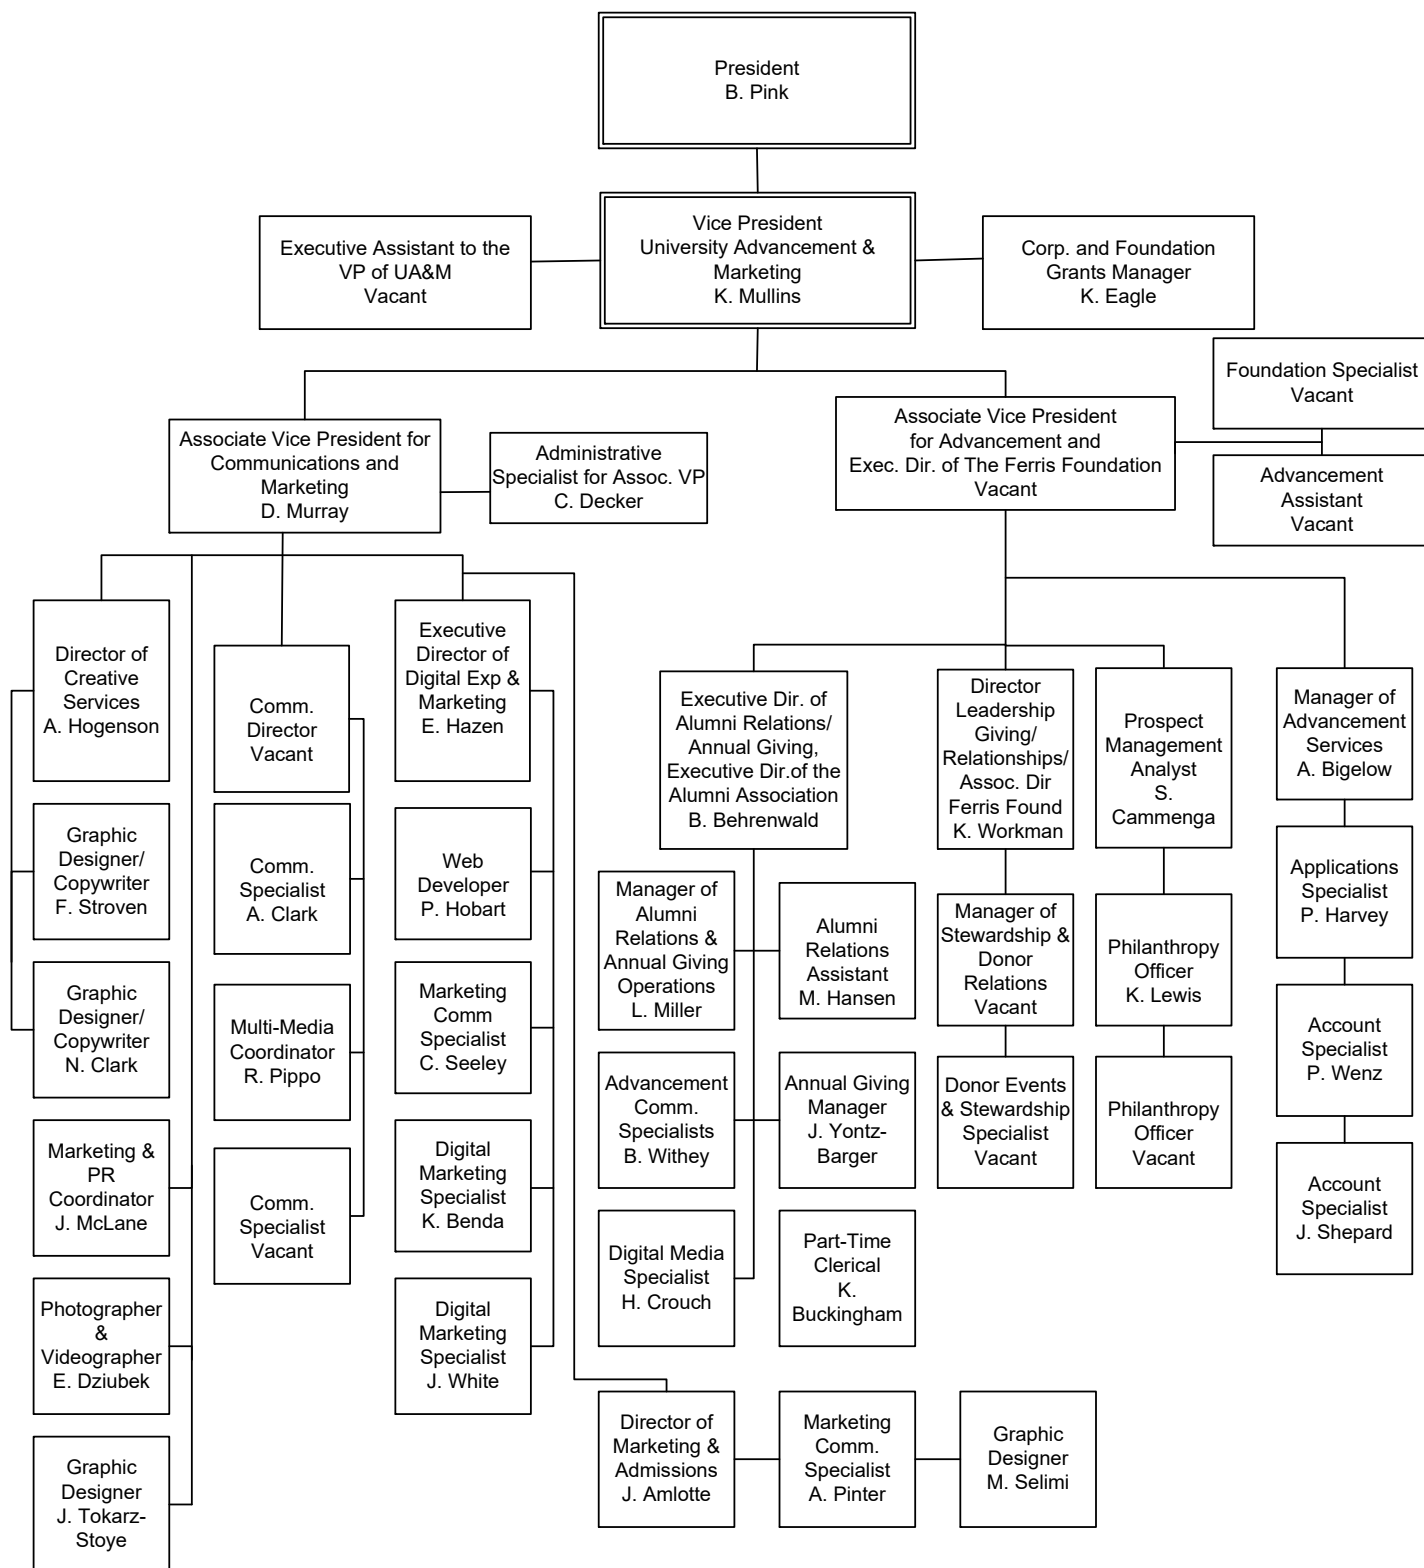 President
B. Pink
Executive Assistant to the
VP of UA&M
Vacant
Vice President
University Advancement &
Marketing
K. Mullins
Corp. and Foundation
Grants Manager
K. Eagle
Foundation Specialist
Vacant
Associate Vice President for
Communications and
Marketing
D. Murray
Administrative
Specialist for Assoc. VP
C. Decker
Associate Vice President
for Advancement and
Exec. Dir. of The Ferris Foundation
Vacant
Advancement
Assistant
Vacant
Director of
Creative
Services
A. Hogenson
Graphic
Designer/
Copywriter
F. Stroven
Graphic
Designer/
Copywriter
N. Clark
Marketing &
PR
Coordinator
J. McLane
Photographer
&
Videographer
E. Dziubek
Graphic
Designer
J. Tokarz-
Stoye
Comm.
Director
Vacant
Comm.
Specialist
A. Clark
Multi-Media
Coordinator
R. Pippo
Comm.
Specialist
Vacant
Executive
Director of
Digital Exp &
Marketing
E. Hazen
Web
Developer
P. Hobart
Marketing
Comm
Specialist
C. Seeley
Digital
Marketing
Specialist
K. Benda
Digital
Marketing
Specialist
J. White
Executive Dir. of
Alumni Relations/
Annual Giving,
Executive Dir.of the
Alumni Association
B. Behrenwald
Manager of
Alumni
Relations &
Annual Giving
Operations
L. Miller
Alumni
Relations
Assistant
M. Hansen
Advancement
Comm.
Specialists
B. Withey
Annual Giving
Manager
J. Yontz-
Barger
Digital Media
Specialist
H. Crouch
Part-Time
Clerical
K.
Buckingham
Director
Leadership
Giving/
Relationships/
Assoc. Dir
Ferris Found
K. Workman
Manager of
Stewardship &
Donor
Relations
Vacant
Donor Events
& Stewardship
Specialist
Vacant
Prospect
Management
Analyst
S.
Cammenga
Philanthropy
Officer
K. Lewis
Philanthropy
Officer
Vacant
Manager of
Advancement
Services
A. Bigelow
Applications
Specialist
P. Harvey
Account
Specialist
P. Wenz
Account
Specialist
J. Shepard
Director of
Marketing &
Admissions
J. Amlotte
Marketing
Comm.
Specialist
A. Pinter
Graphic
Designer
M. Selimi